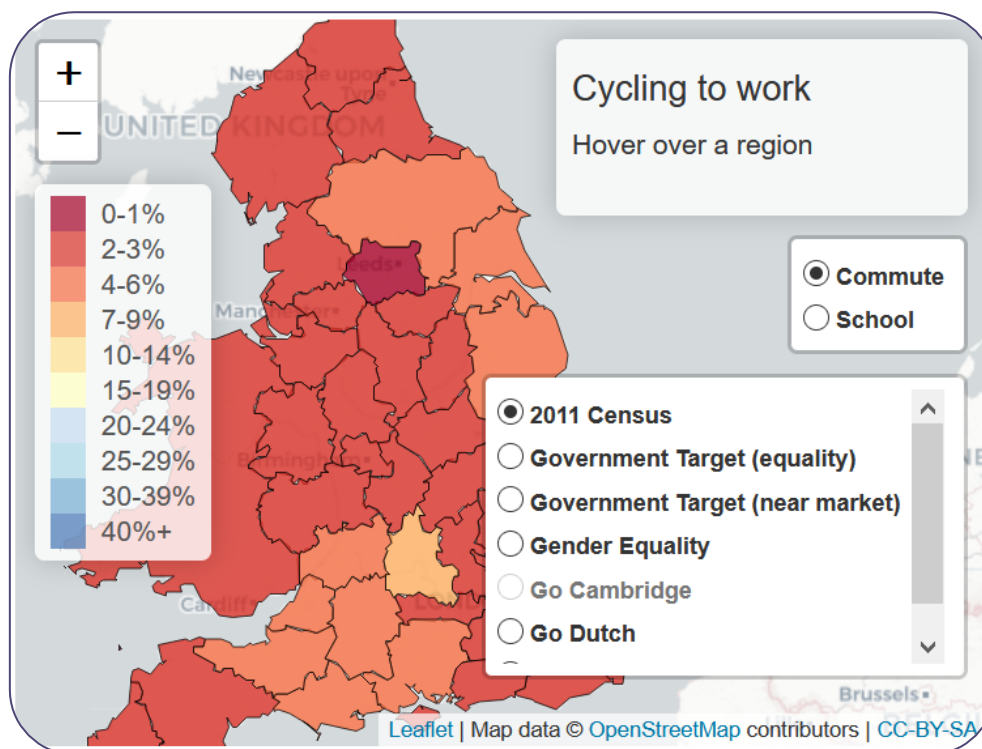 +
−
Newcastle upon
Tyne
UNITED KINGDOM
Cycling to work
Hover over a region
0-1%
2-3%
4-6%
7-9%
10-14%
15-19%
20-24%
25-29%
30-39%
40%+
Leeds
Manchester
Birmingham
Cardiff
LOND
Commute
School
2011 Census
Government Target (equality)
Government Target (near market)
Gender Equality
Go Cambridge
Go Dutch
Brussels
Leaflet | Map data © OpenStreetMap contributors | CC-BY-SA